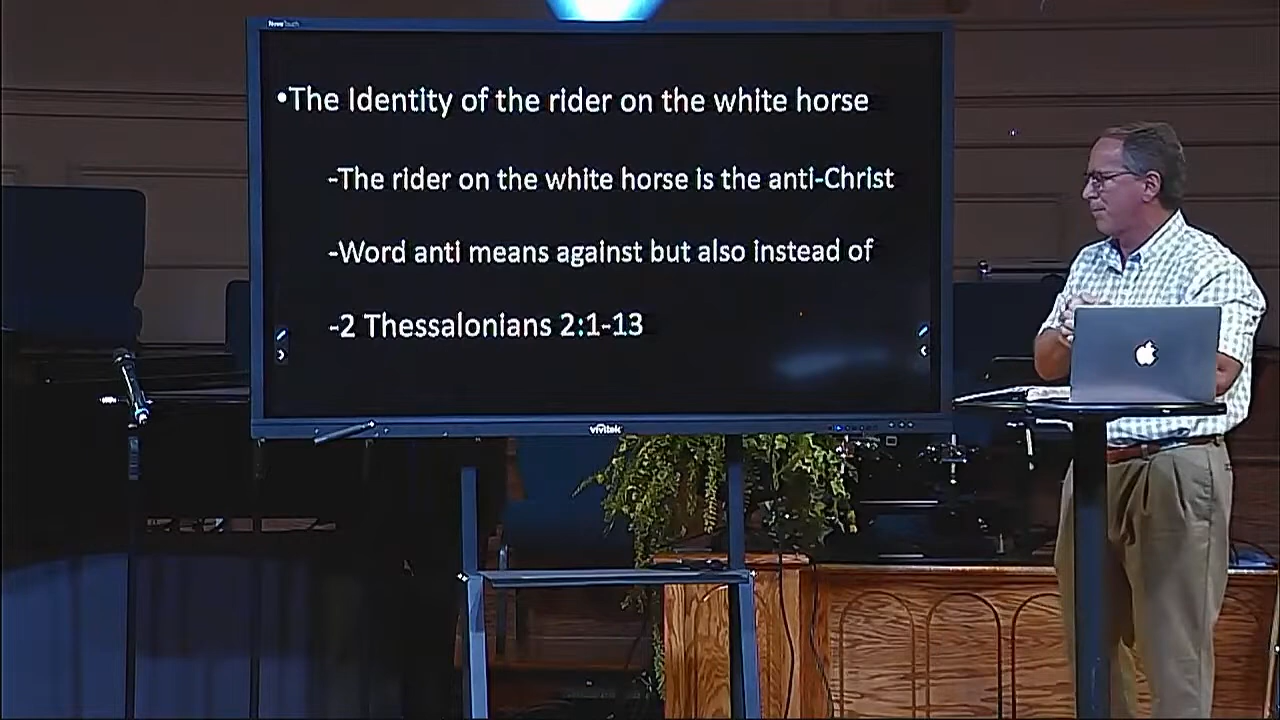 NovoTouch
•The Identity of the rider on the white horse
-The rider on the white horse is the anti-Christ
-Word anti means against but also instead of
-2 Thessalonians 2:1-13
vivitek